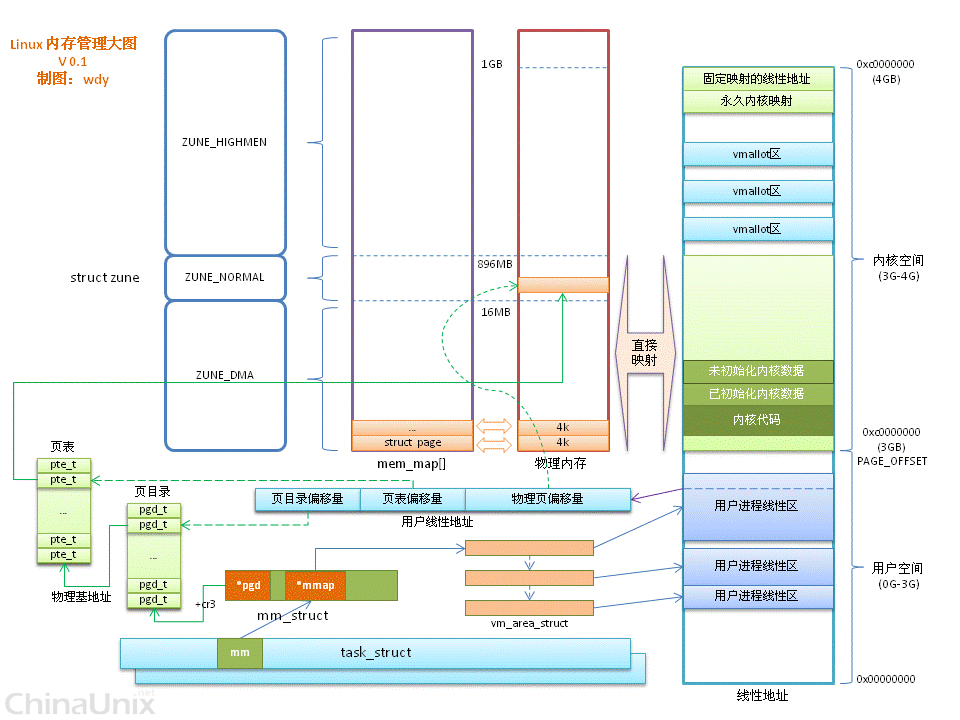 Linux 内存管理大图
V 0.1
制图：wdy
ZUNE_HIGHMEN
struct zune
ZUNE_NORMAL
ZUNE_DMA
...
struct page
mem_map[]
1GB
896MB
16MB
4k
4k
物理内存
直接
映射
固定映射的线性地址
永久内核映射
vmallot区
vmallot区
vmallot区
未初始化内核数据
已初始化内核数据
内核代码
用户进程线性区
用户进程线性区
用户进程线性区
线性地址
0xc0000000
(4GB)
内核空间
(3G-4G)
0xc0000000
(3GB)
PAGE_OFFSET
用户空间
(0G-3G)
0x00000000
页表
pte_t
pte_t
...
pte_t
pte_t
物理基地址
页目录
pgd_t
pgd_t
...
pgd_t
pgd_t
页目录偏移量
页表偏移量
物理页偏移量
用户线性地址
+cr3
*pgd
*mmap
mm_struct
vm_area_struct
mm
task_struct
ChinaUnix.net